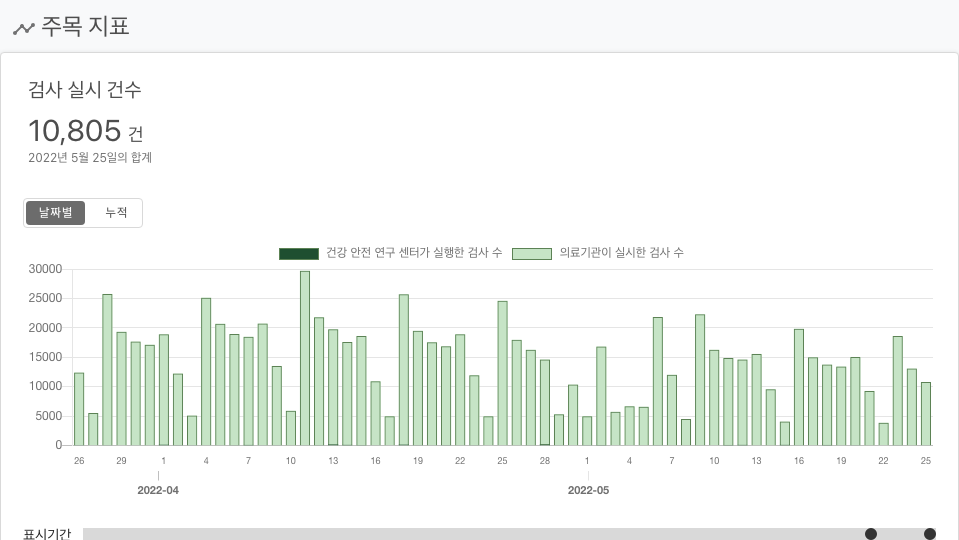 주목 지표
검사 실시 건수
10,805 건
2022년 5월 25일의 합계
날짜별 누적
건강 안전 연구 센터가 실행한 검사 수 의료기관이 실시한 검사 수
30000
25000
20000
15000
10000
5000
0
26 29 1 4 7 10 13 16 19 22 25 28 1 4 7 10 13 16 19 22 25
2022-04 2022-05
표시기간